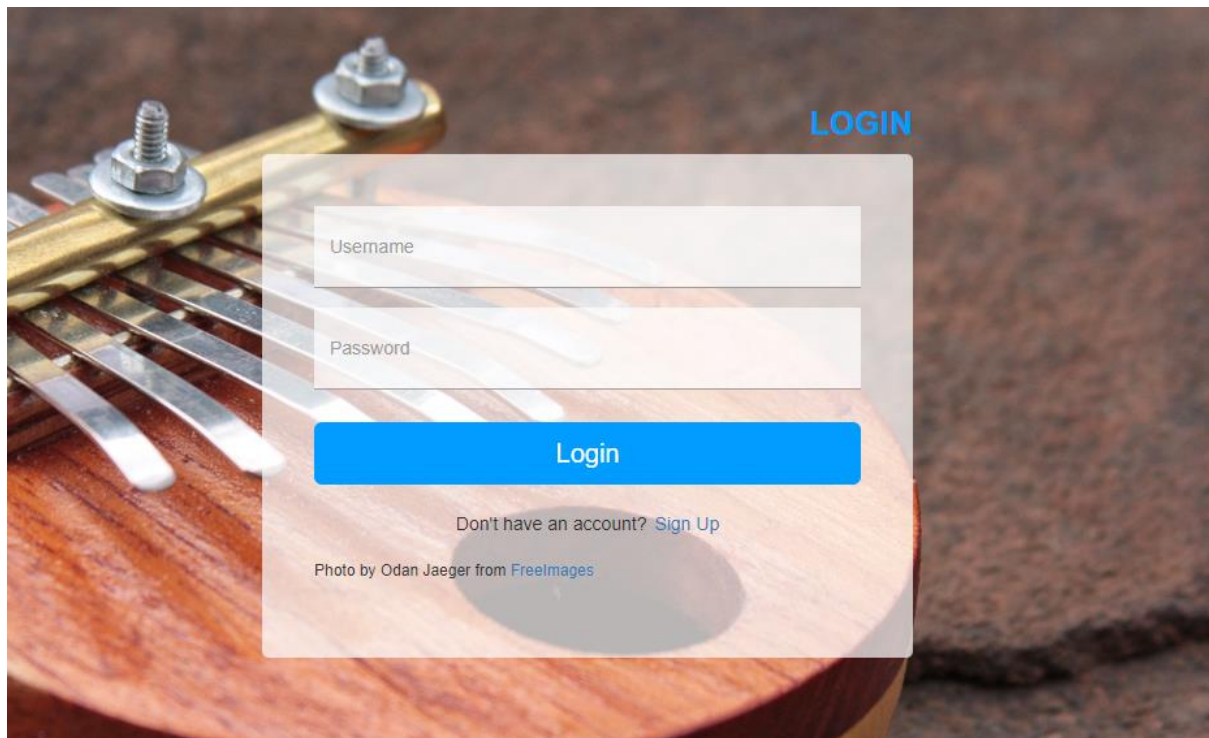 LOGIN
Username
Password
Login
Don't have an account? Sign Up
Photo by Odan Jaeger from FreeImages